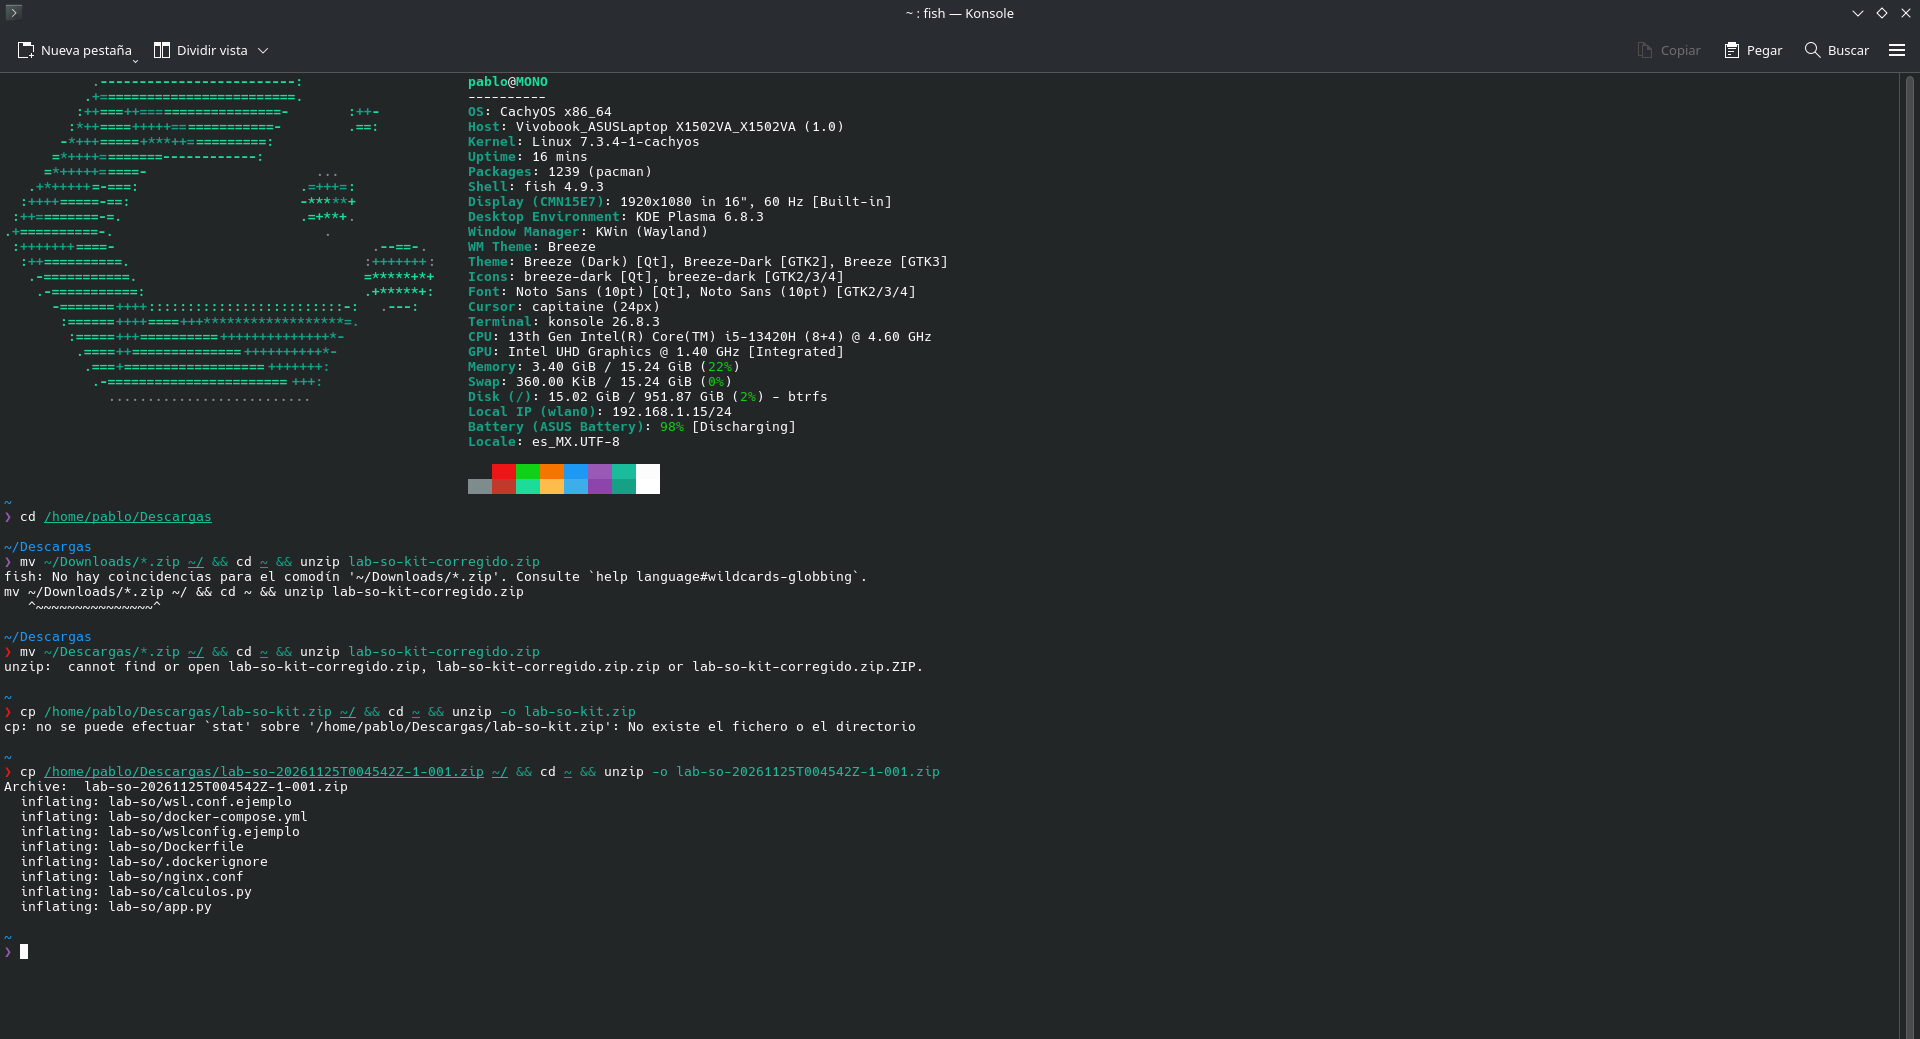 ~ : fish — Konsole
Nueva pestaña
Dividir vista
Copiar
Pegar
Buscar
pablo@MONO
----------
OS: CachyOS x86_64
Host: Vivobook_ASUSLaptop X1502VA_X1502VA (1.0)
Kernel: Linux 7.3.4-1-cachyos
Uptime: 16 mins
Packages: 1239 (pacman)
Shell: fish 4.9.3
Display (CMN15E7): 1920x1080 in 16", 60 Hz [Built-in]
Desktop Environment: KDE Plasma 6.8.3
Window Manager: KWin (Wayland)
WM Theme: Breeze
Theme: Breeze (Dark) [Qt], Breeze-Dark [GTK2], Breeze [GTK3]
Icons: breeze-dark [Qt], breeze-dark [GTK2/3/4]
Font: Noto Sans (10pt) [Qt], Noto Sans (10pt) [GTK2/3/4]
Cursor: capitaine (24px)
Terminal: konsole 26.8.3
CPU: 13th Gen Intel(R) Core(TM) i5-13420H (8+4) @ 4.60 GHz
GPU: Intel UHD Graphics @ 1.40 GHz [Integrated]
Memory: 3.40 GiB / 15.24 GiB (22%)
Swap: 360.00 KiB / 15.24 GiB (0%)
Disk (/): 15.02 GiB / 951.87 GiB (2%) - btrfs
Local IP (wlan0): 192.168.1.15/24
Battery (ASUS Battery): 98% [Discharging]
Locale: es_MX.UTF-8
~
❯ cd /home/pablo/Descargas
~/Descargas
❯ mv ~/Downloads/*.zip ~/ && cd ~ && unzip lab-so-kit-corregido.zip
fish: No hay coincidencias para el comodín '~/Downloads/*.zip'. Consulte `help language#wildcards-globbing`.
mv ~/Downloads/*.zip ~/ && cd ~ && unzip lab-so-kit-corregido.zip
^~~~~~~~~~~~~~~~^
~/Descargas
❯ mv ~/Descargas/*.zip ~/ && cd ~ && unzip lab-so-kit-corregido.zip
unzip:  cannot find or open lab-so-kit-corregido.zip, lab-so-kit-corregido.zip.zip or lab-so-kit-corregido.zip.ZIP.
~
❯ cp /home/pablo/Descargas/lab-so-kit.zip ~/ && cd ~ && unzip -o lab-so-kit.zip
cp: no se puede efectuar `stat' sobre '/home/pablo/Descargas/lab-so-kit.zip': No existe el fichero o el directorio
~
❯ cp /home/pablo/Descargas/lab-so-20261125T004542Z-1-001.zip ~/ && cd ~ && unzip -o lab-so-20261125T004542Z-1-001.zip
Archive:  lab-so-20261125T004542Z-1-001.zip
inflating: lab-so/wsl.conf.ejemplo
inflating: lab-so/docker-compose.yml
inflating: lab-so/wslconfig.ejemplo
inflating: lab-so/Dockerfile
inflating: lab-so/.dockerignore
inflating: lab-so/nginx.conf
inflating: lab-so/calculos.py
inflating: lab-so/app.py
~
❯